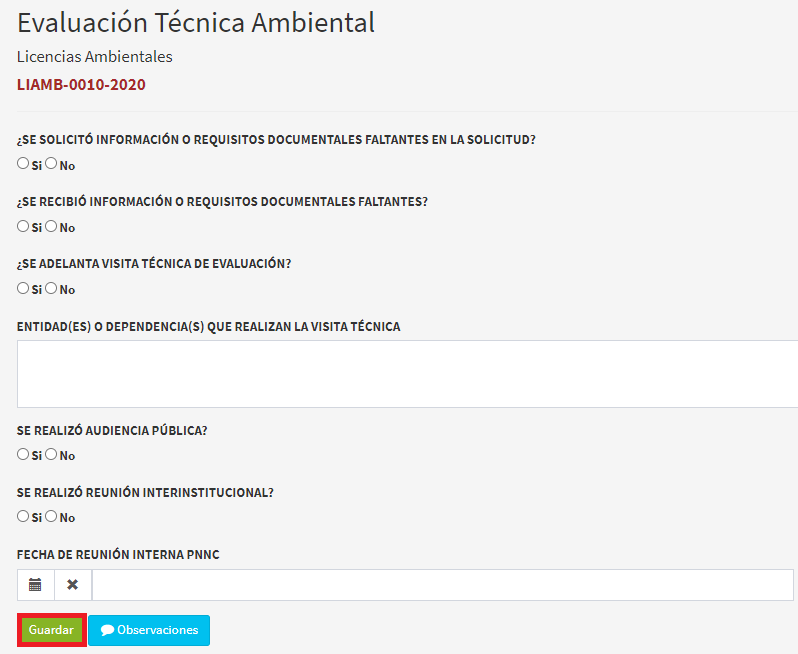 Evaluación Técnica Ambiental
Licencias Ambientales
LIAMB-0010-2020
¿SE SOLICITÓ INFORMACIÓN O REQUISITOS DOCUMENTALES FALTANTES EN LA SOLICITUD?
Si No
¿SE RECIBIÓ INFORMACIÓN O REQUISITOS DOCUMENTALES FALTANTES?
Si No
¿SE ADELANTA VISITA TÉCNICA DE EVALUACIÓN?
Si No
ENTIDAD(ES) O DEPENDENCIA(S) QUE REALIZAN LA VISITA TÉCNICA
SE REALIZÓ AUDIENCIA PÚBLICA?
Si No
SE REALIZÓ REUNIÓN INTERINSTITUCIONAL?
Si No
FECHA DE REUNIÓN INTERNA PNNC
Guardar Observaciones